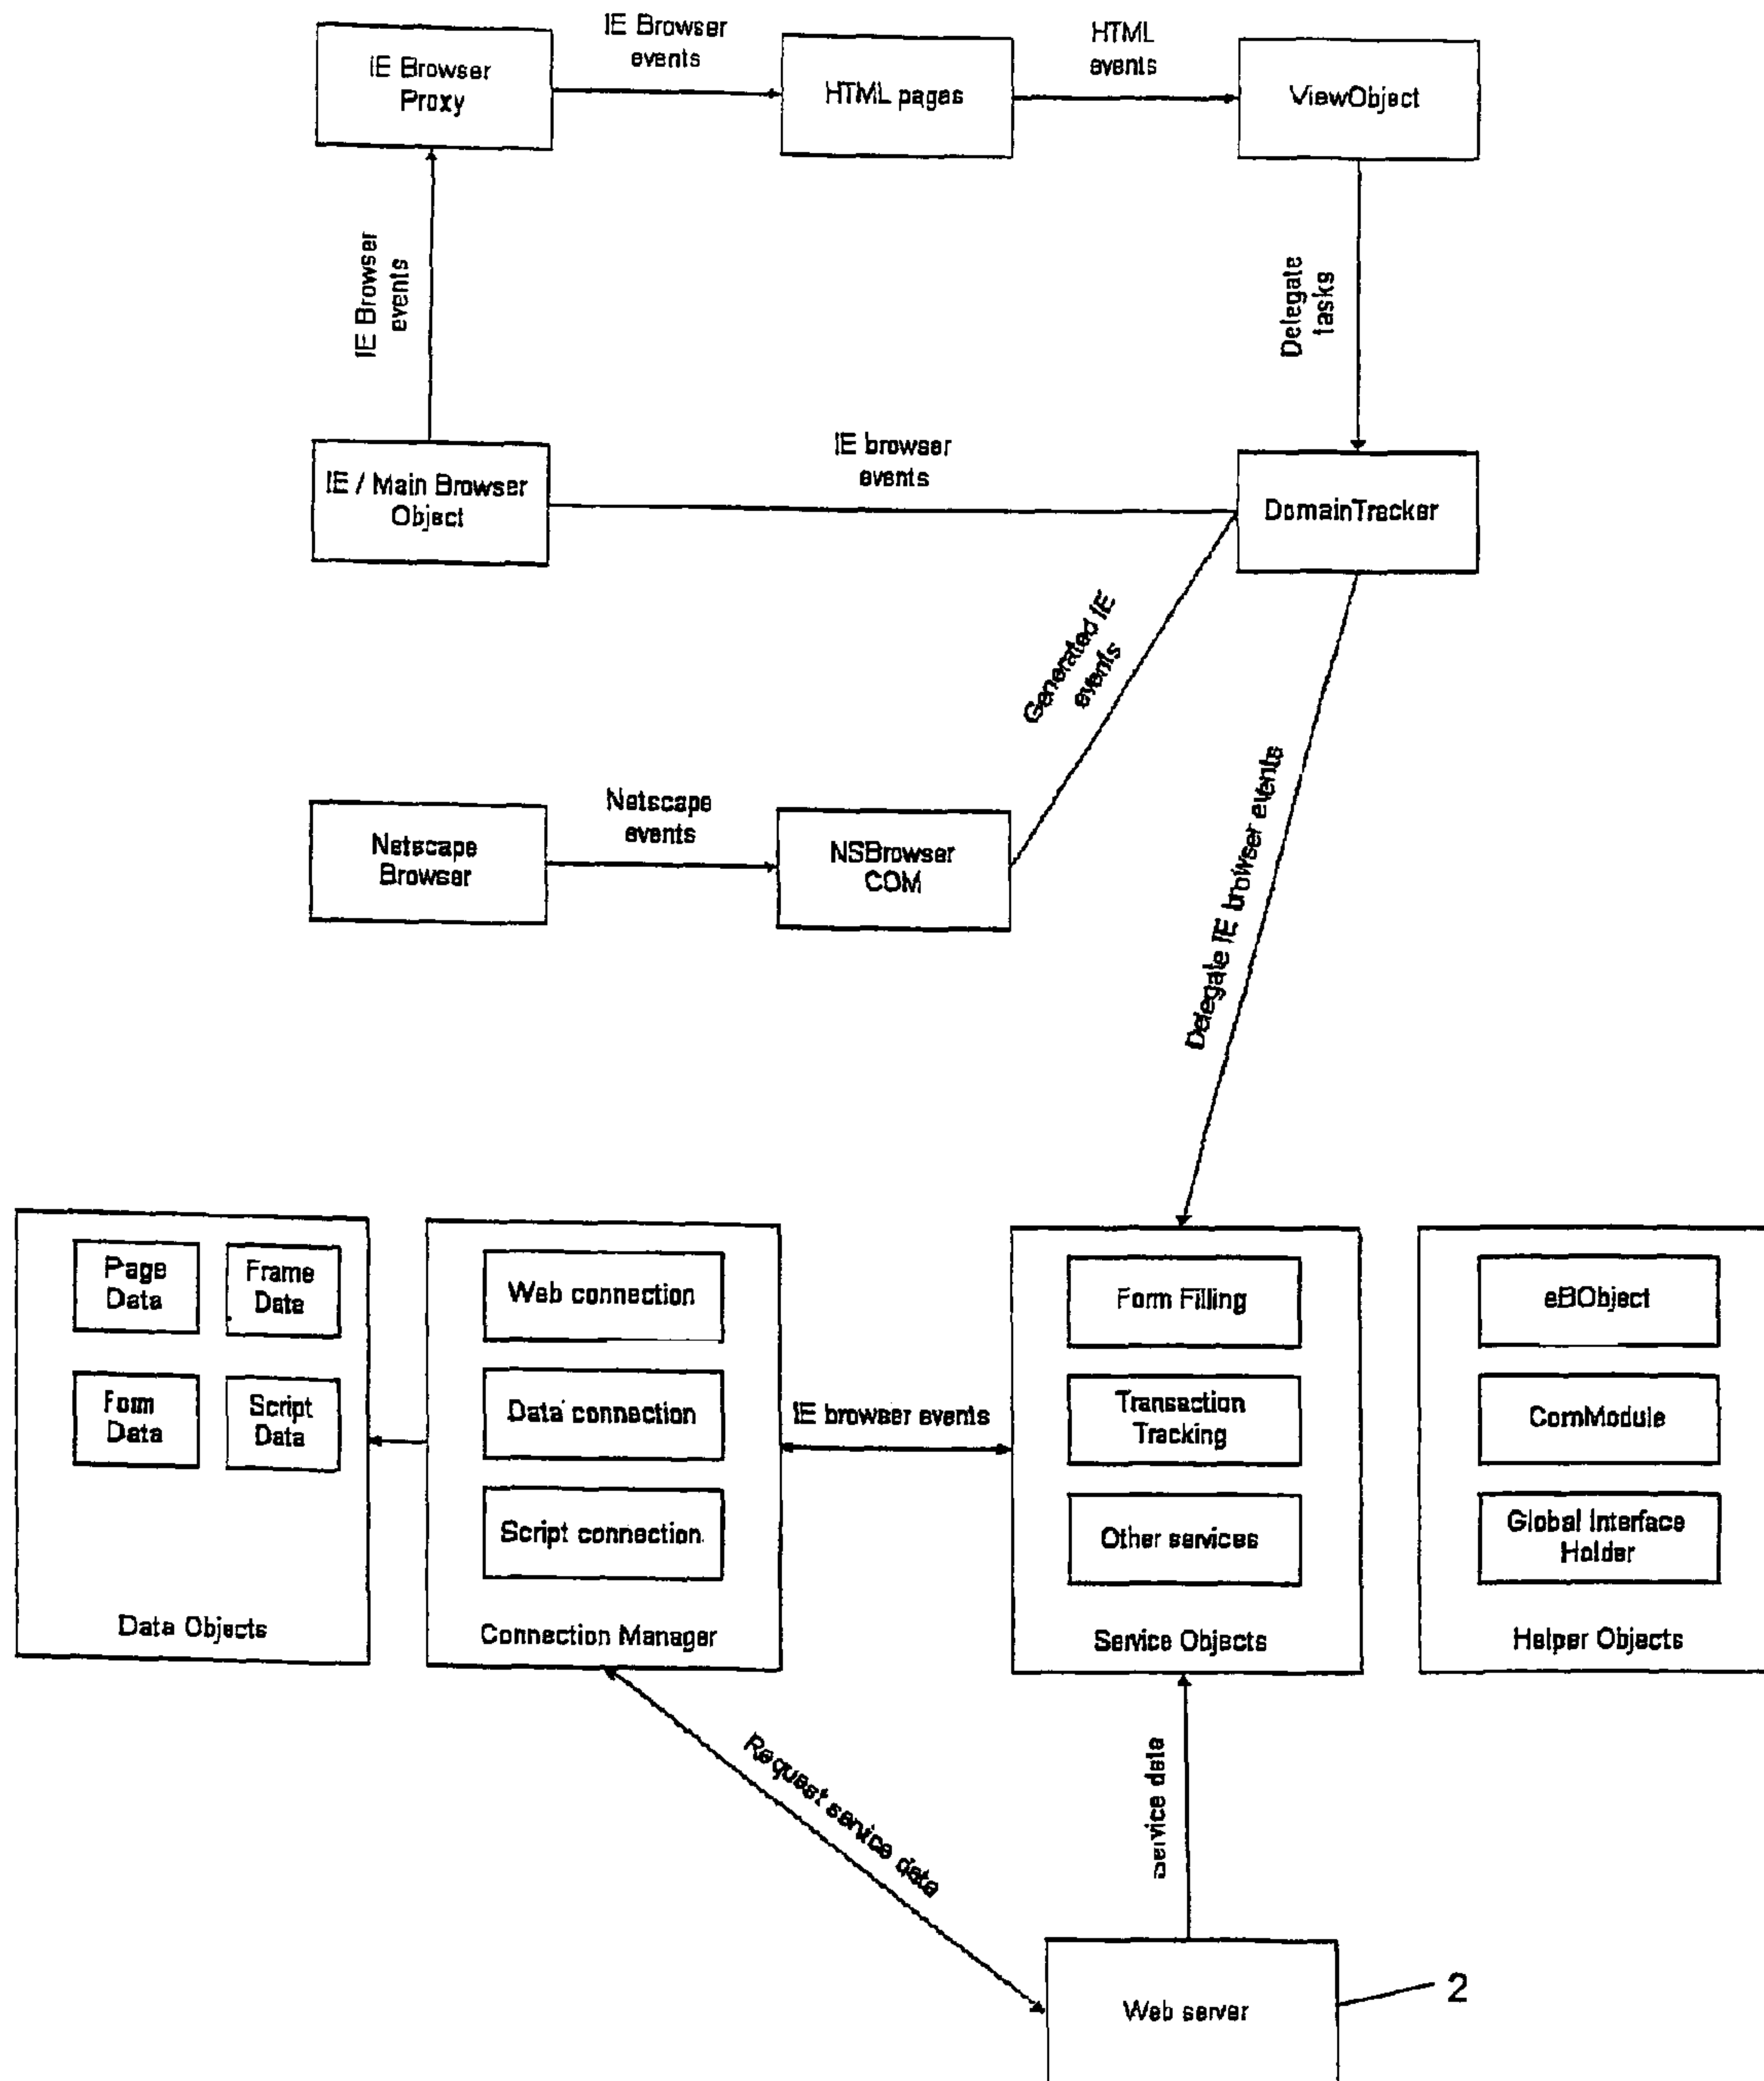 IE Browser
events
HTML
events
IE Browser
Proxy
HTML pages
ViewObject
IE Browser
events
Delegate
tasks
IE browser
events
IE / Main Browser
Object
DomainTracker
Generated IE
events
Netscape
events
Netscape
Browser
NSBrowser
COM
Delegate IE browser events
Page
Data
Frame
Data
Form
Data
Script
Data
Data Objects
Web connection
Data connection
Script connection
Connection Manager
IE browser events
Form Filling
Transaction
Tracking
Other services
Service Objects
eBObject
ComModule
Global Interface
Holder
Helper Objects
Request service data
Service data
Web server
2